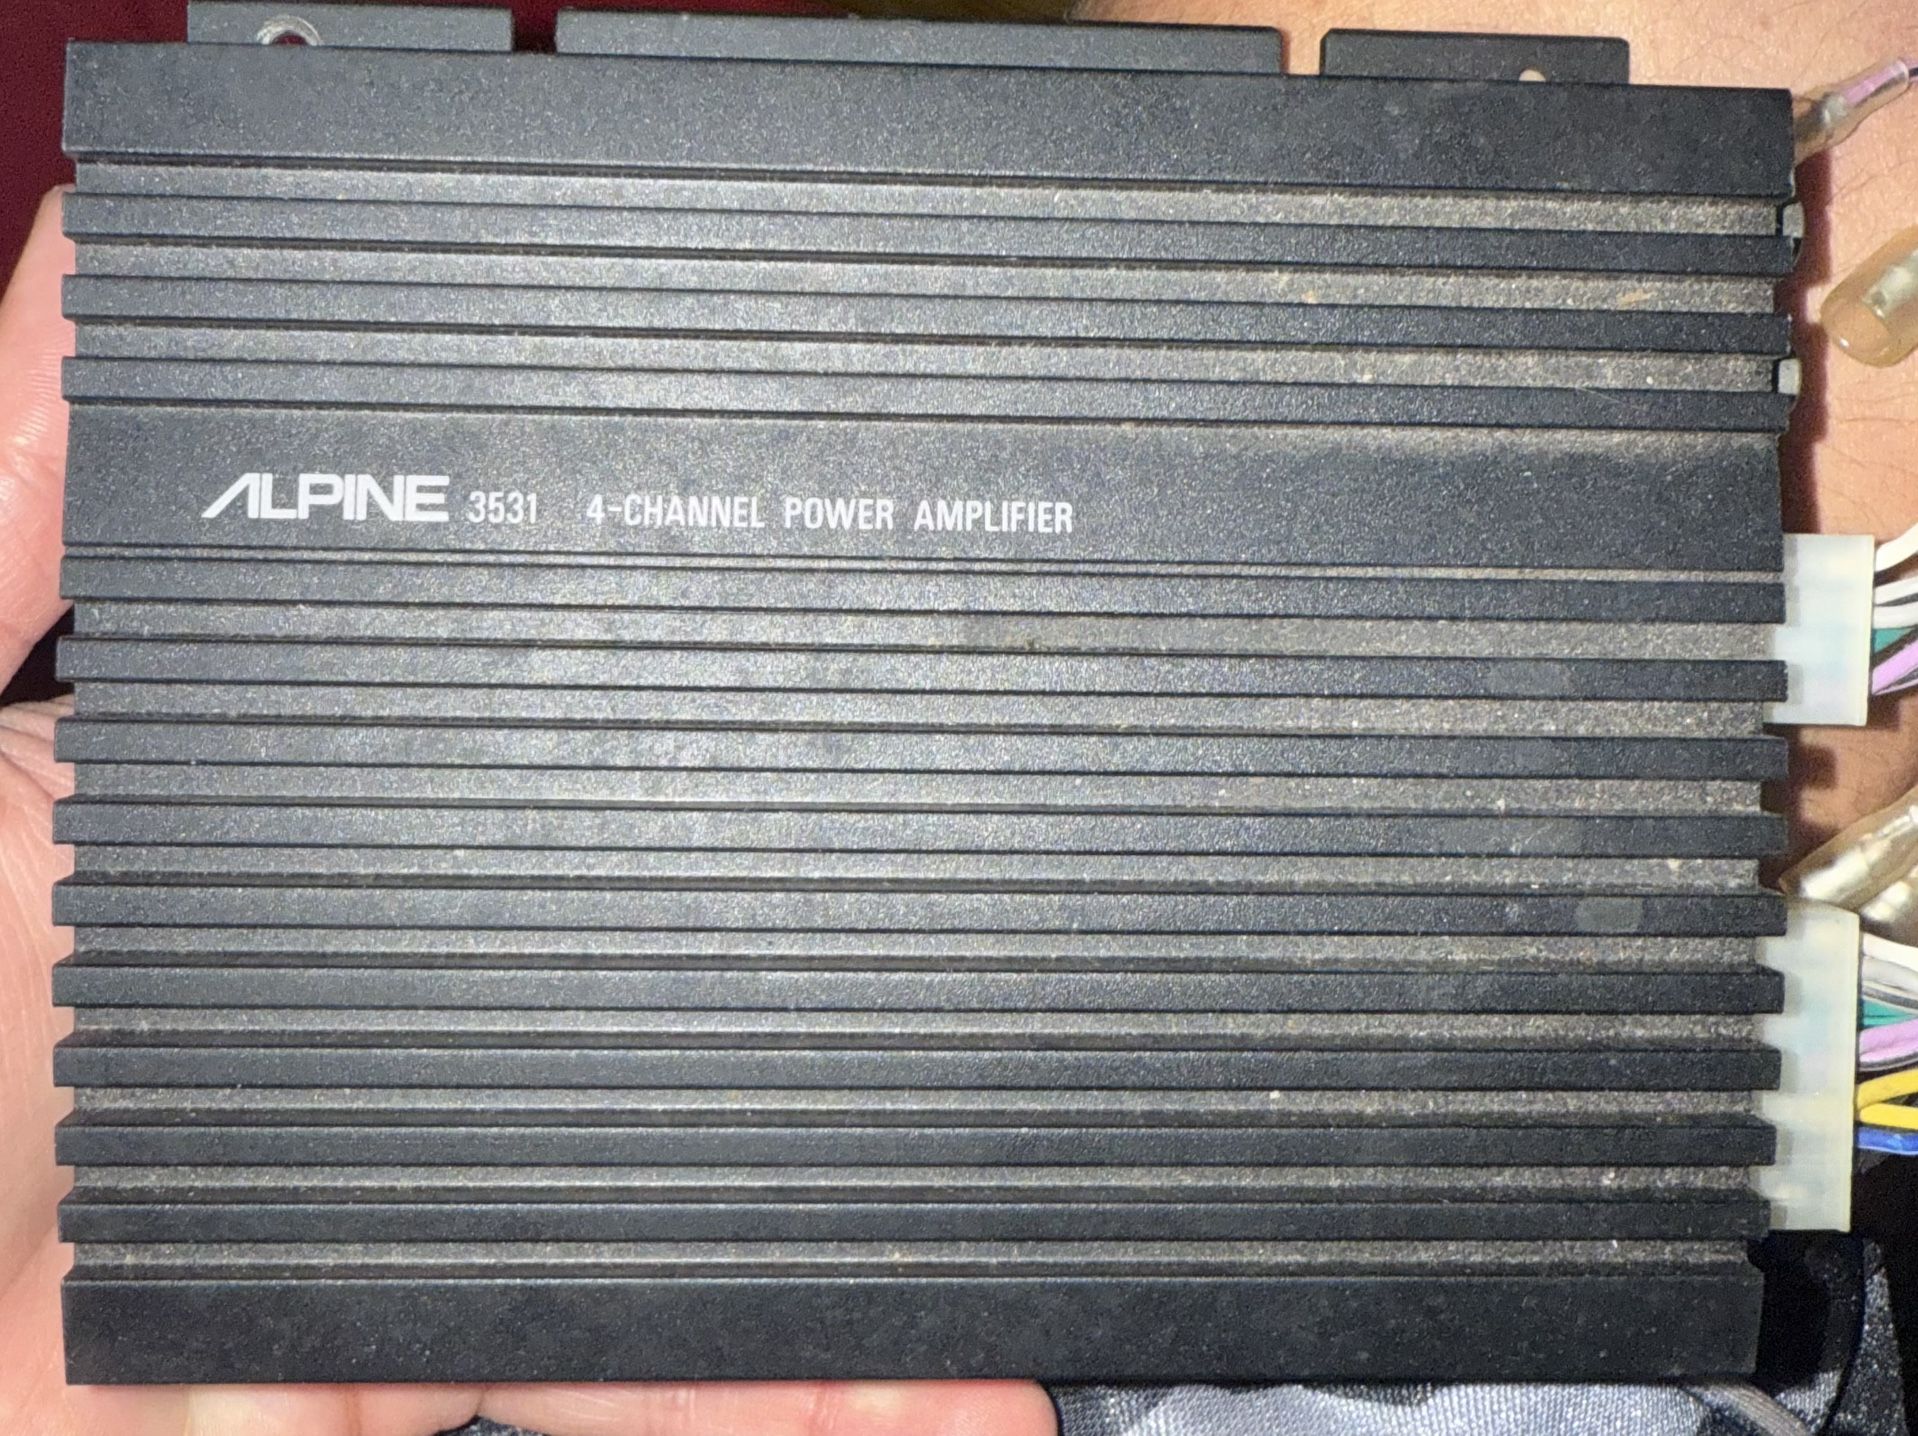 ALPINE 3531 4-CHANNEL POWER AMPLIFIER